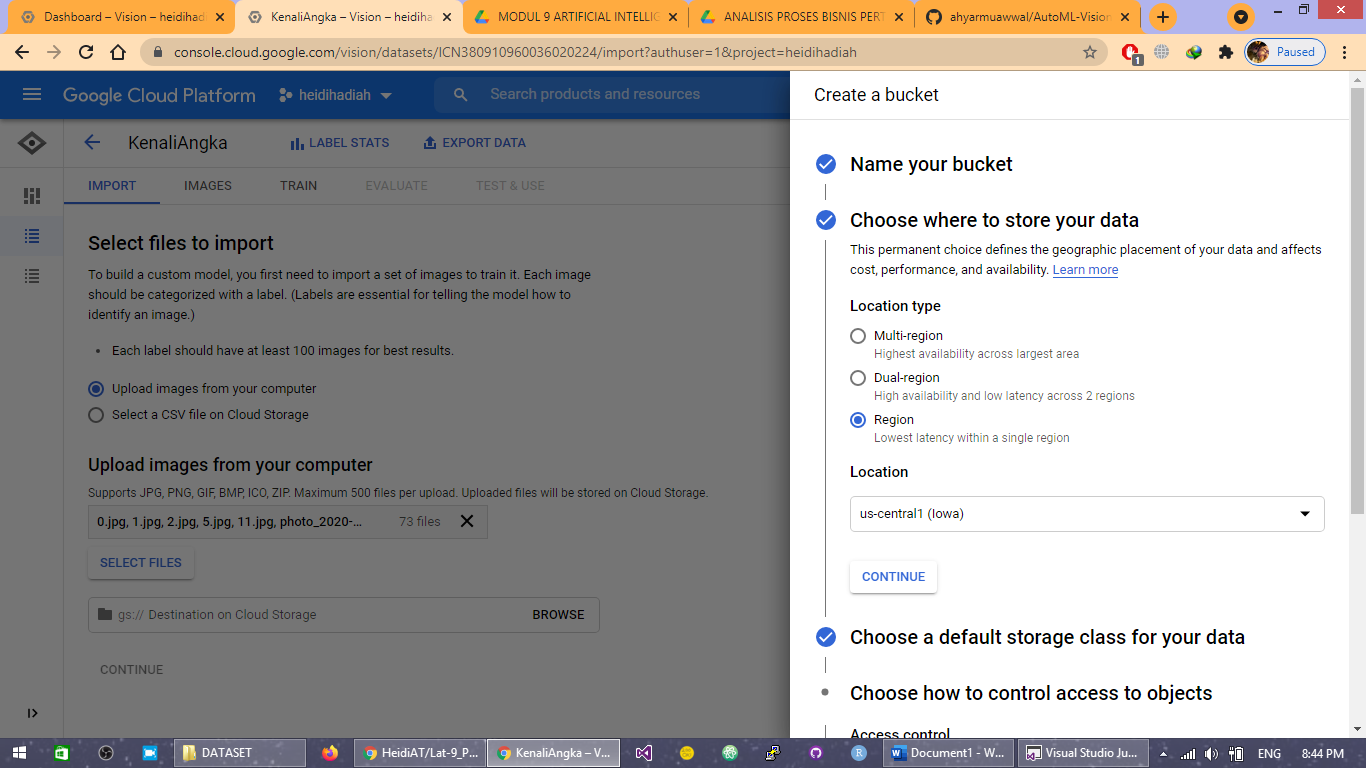 Dashboard – Vision – heidihadi
KenaliAngka – Vision – heidiha
MODUL 9 ARTIFICIAL INTELLIG
ANALISIS PROSES BISNIS PERT
ahyarmuawwal/AutoML-Vision
console.cloud.google.com/vision/datasets/ICN380910960036020224/import?authuser=1&project=heidihadiah
1
Paused
Google Cloud Platform
heidihadiah
Search products and resources
KenaliAngka
LABEL STATS
EXPORT DATA
IMPORT
IMAGES
TRAIN
EVALUATE
TEST & USE
Select files to import
To build a custom model, you first need to import a set of images to train it. Each image
should be categorized with a label. (Labels are essential for telling the model how to
identify an image.)
• Each label should have at least 100 images for best results.
Upload images from your computer
Select a CSV file on Cloud Storage
Upload images from your computer
Supports JPG, PNG, GIF, BMP, ICO, ZIP. Maximum 500 files per upload. Uploaded files will be stored on Cloud Storage.
0.jpg, 1.jpg, 2.jpg, 5.jpg, 11.jpg, photo_2020-... 73 files
SELECT FILES
gs:// Destination on Cloud Storage BROWSE
CONTINUE
Create a bucket
Name your bucket
Choose where to store your data
This permanent choice defines the geographic placement of your data and affects
cost, performance, and availability. Learn more
Location type
Multi-region
Highest availability across largest area
Dual-region
High availability and low latency across 2 regions
Region
Lowest latency within a single region
Location
us-central1 (Iowa)
CONTINUE
Choose a default storage class for your data
Choose how to control access to objects
Access control
DATASET
HeidiAT/Lat-9_P...
KenaliAngka – V...
R
Document1 - W...
Visual Studio Ju...
ENG
8:44 PM